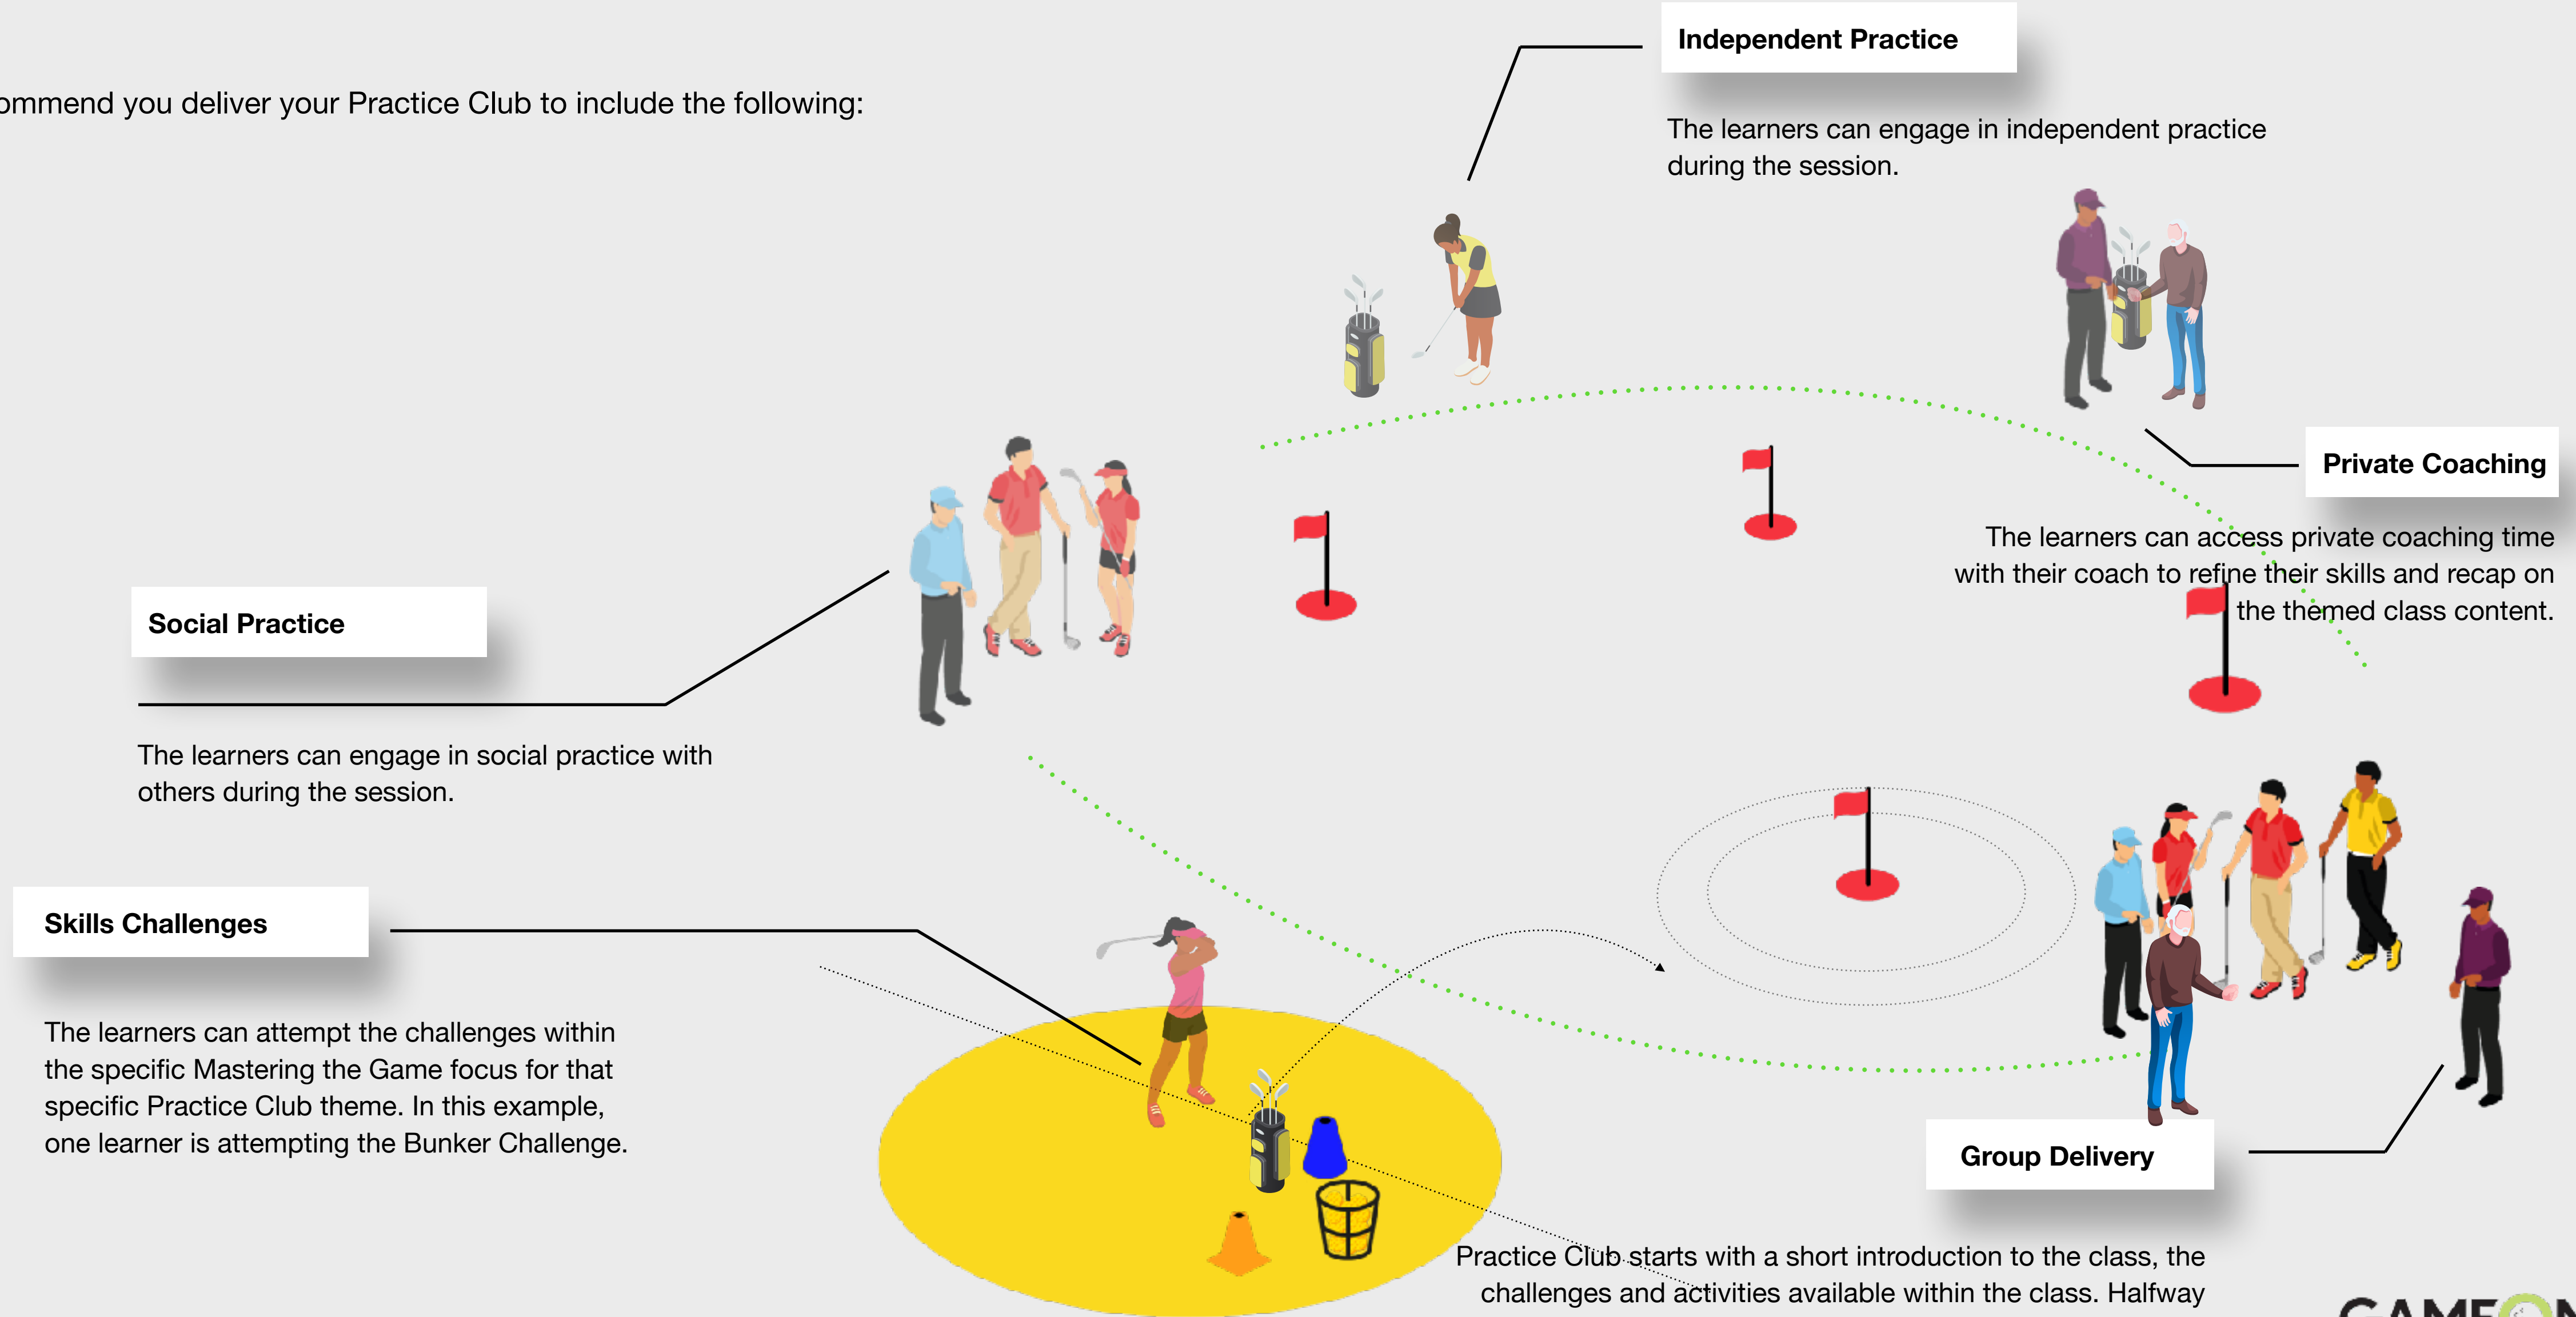 ommend you deliver your Practice Club to include the following:
Independent Practice
The learners can engage in independent practice
during the session.
Private Coaching
The learners can access private coaching time
with their coach to refine their skills and recap on
the themed class content.
Social Practice
The learners can engage in social practice with
others during the session.
Skills Challenges
The learners can attempt the challenges within
the specific Mastering the Game focus for that
specific Practice Club theme. In this example,
one learner is attempting the Bunker Challenge.
Group Delivery
Practice Club starts with a short introduction to the class, the
challenges and activities available within the class. Halfway